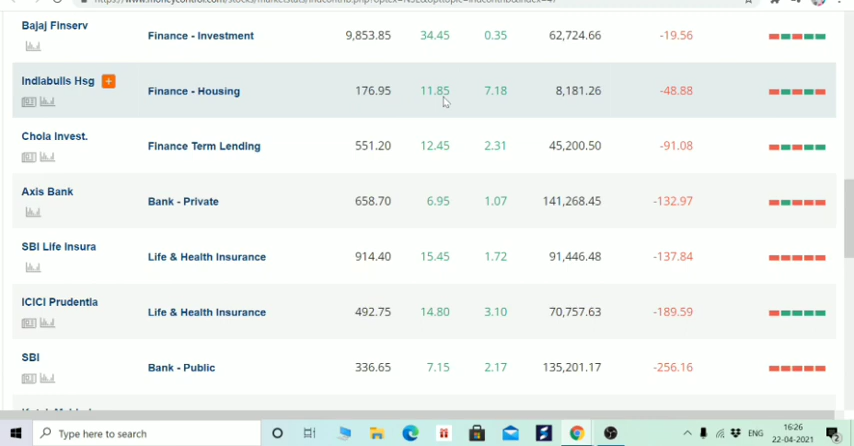 Bajaj Finserv Finance - Investment 9,853.85 34.45 0.35 62,724.66 -19.56
Indiabulls Hsg Finance - Housing 176.95 11.85 7.18 8,181.26 -48.88
Chola Invest. Finance Term Lending 551.20 12.45 2.31 45,200.50 -91.08
Axis Bank Bank - Private 658.70 6.95 1.07 141,268.45 -132.97
SBI Life Insura Life & Health Insurance 914.40 15.45 1.72 91,446.48 -137.84
ICICI Prudentia Life & Health Insurance 492.75 14.80 3.10 70,757.63 -189.59
SBI Bank - Public 336.65 7.15 2.17 135,201.17 -256.16
Type here to search ENG 16:26
22-04-2021